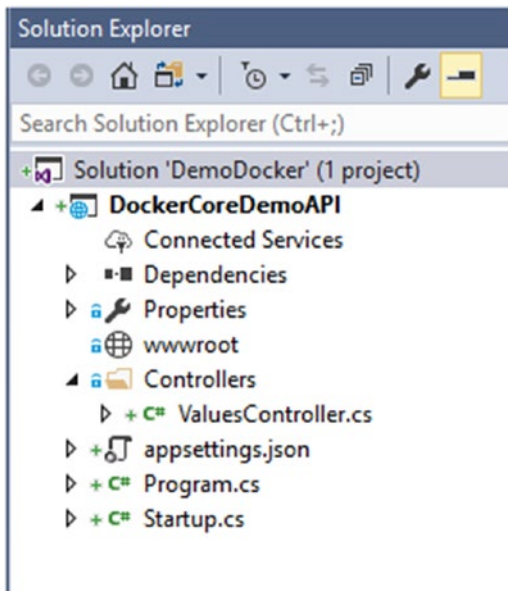 Solution Explorer
Search Solution Explorer (Ctrl+;)
Solution 'DemoDocker' (1 project)
DockerCoreDemoAPI
Connected Services
Dependencies
Properties
wwwroot
Controllers
C# ValuesController.cs
appsettings.json
C# Program.cs
C# Startup.cs